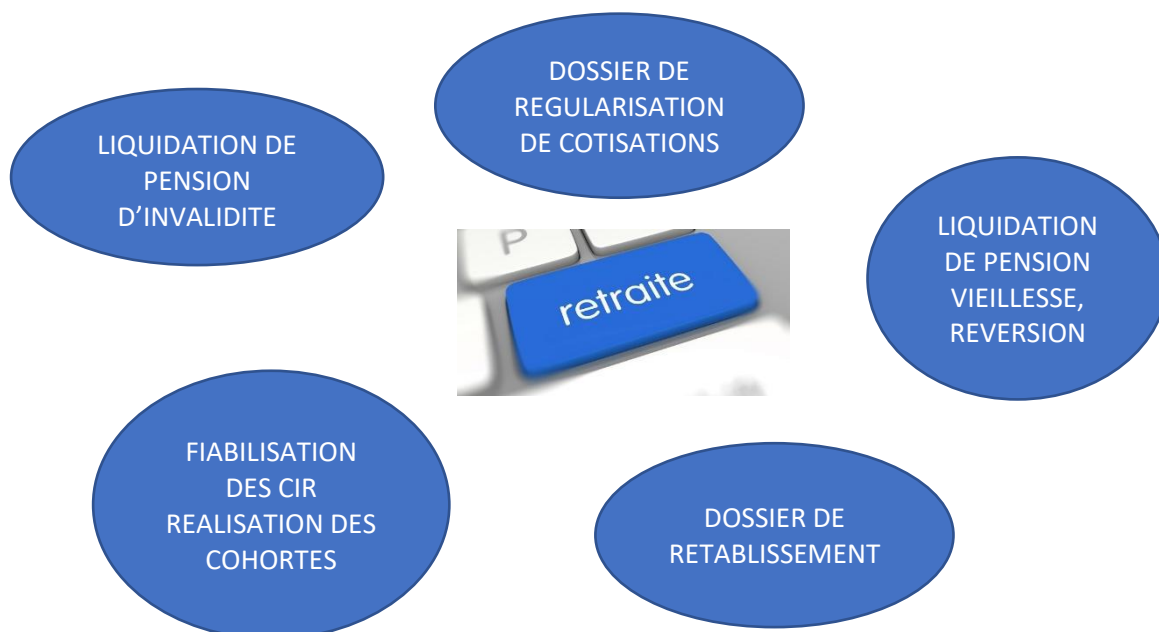 DOSSIER DE
REGULARISATION
DE COTISATIONS
LIQUIDATION DE
PENSION
D’INVALIDITE
LIQUIDATION
DE PENSION
VIEILLESSE,
REVERSION
P
retraite
FIABILISATION
DES CIR
REALISATION DES
COHORTES
DOSSIER DE
RETABLISSEMENT